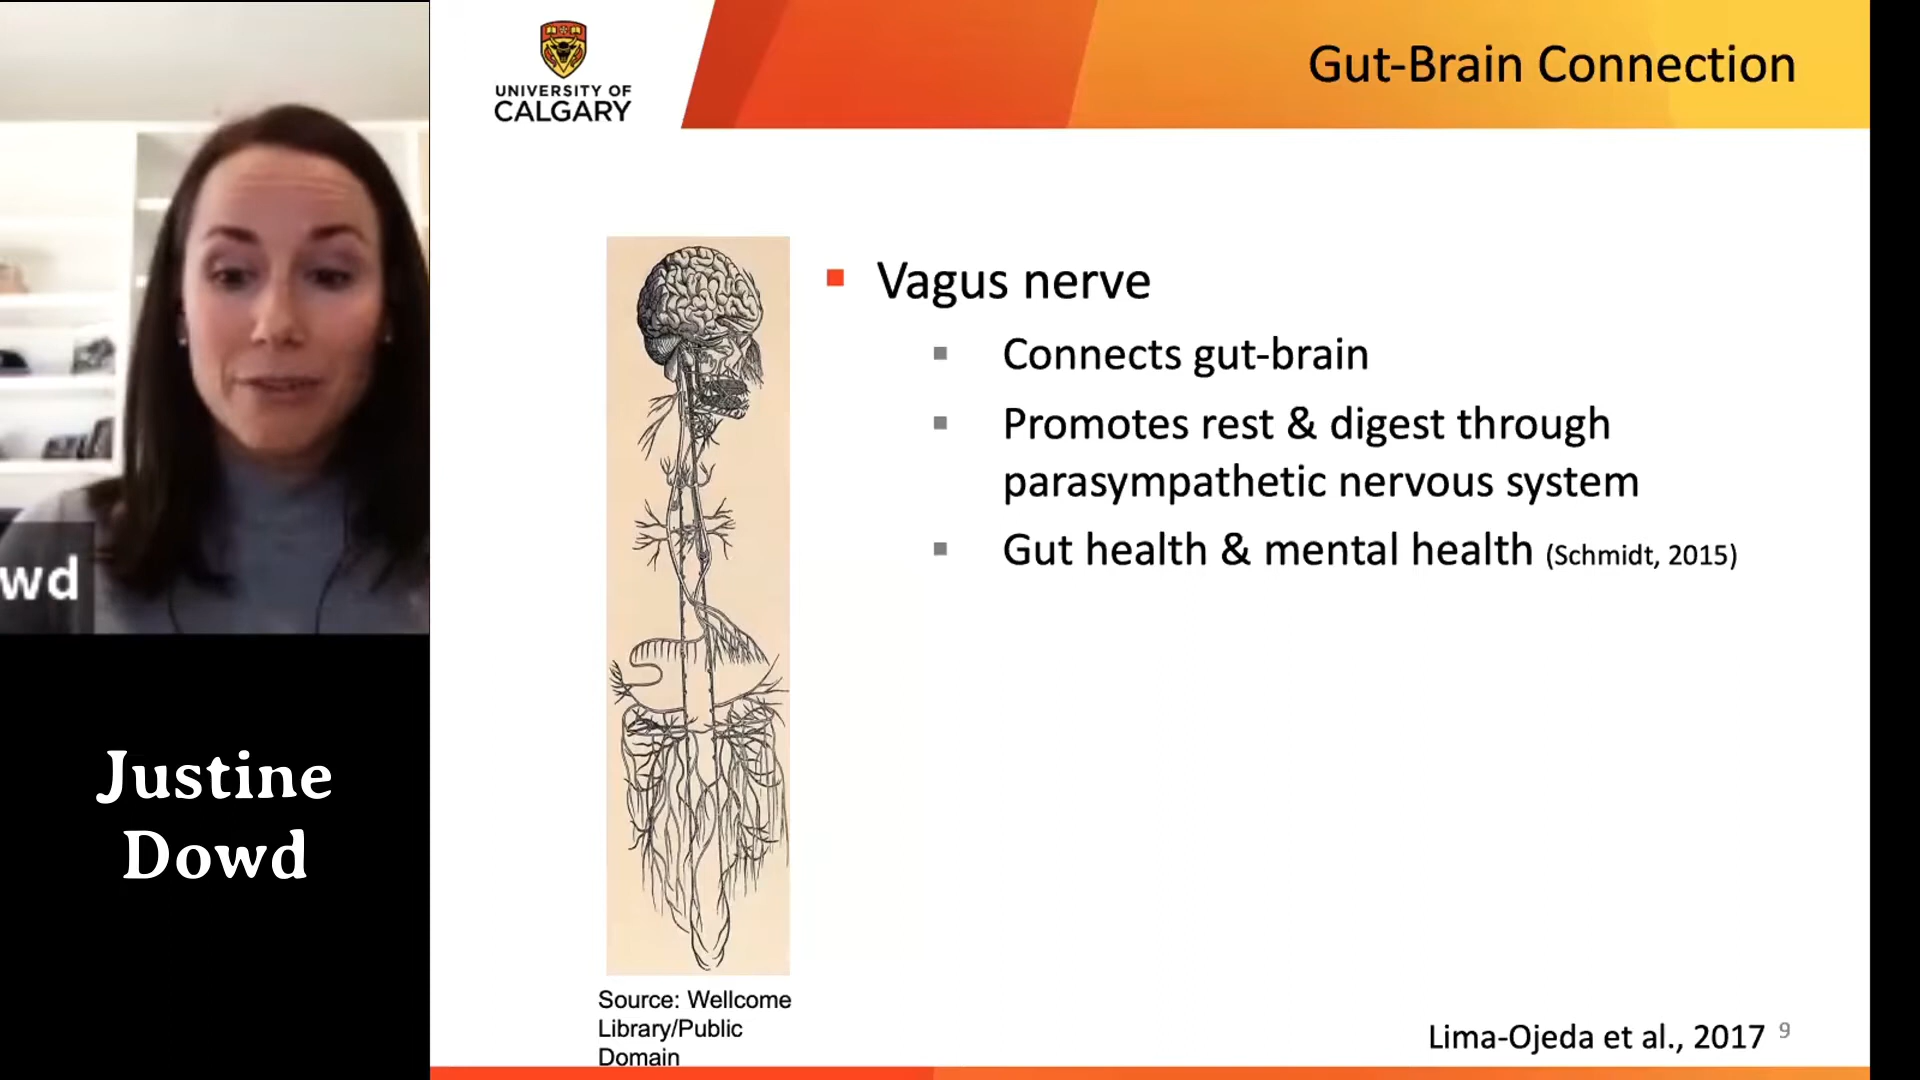 UNIVERSITY OF
CALGARY
Gut-Brain Connection
Vagus nerve
Connects gut-brain
Promotes rest & digest through
parasympathetic nervous system
Gut health & mental health (Schmidt, 2015)
wd
Justine
Dowd
Source: Wellcome
Library/Public
Domain
Lima-Ojeda et al., 2017 9